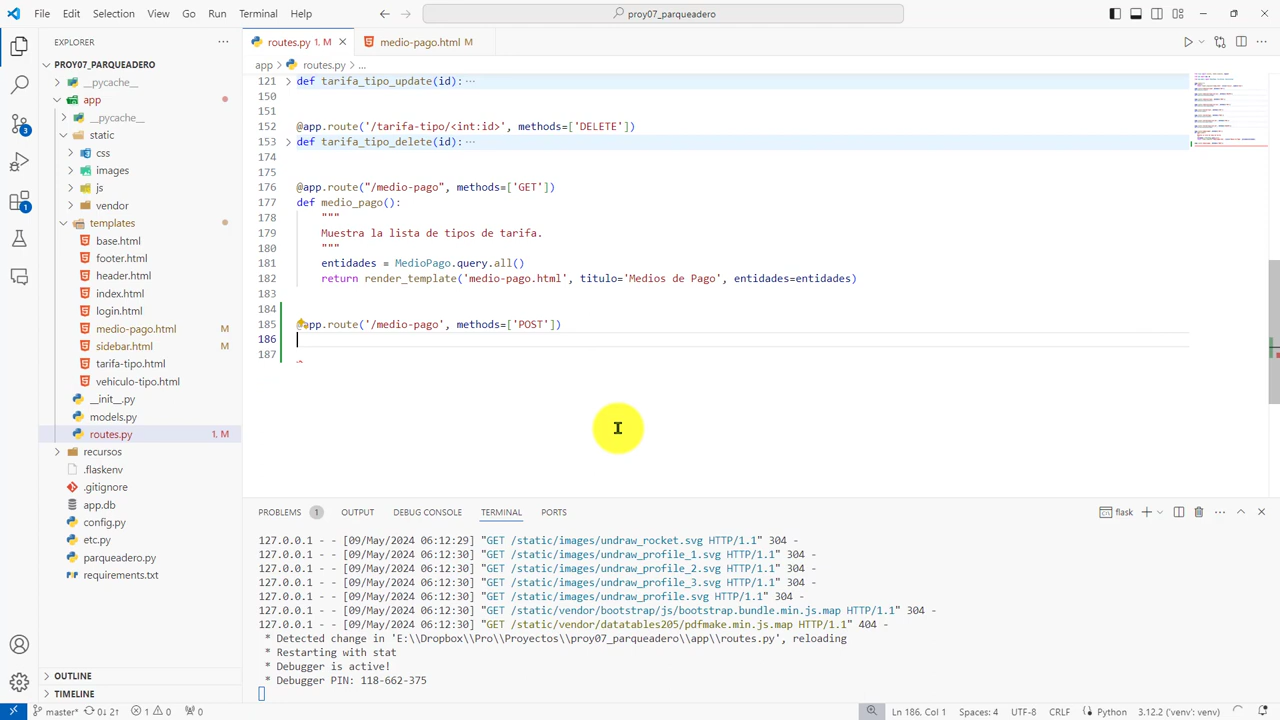 File Edit Selection View Go Run Terminal Help
proy07_parqueadero
EXPLORER
routes.py 1, M
medio-pago.html M
PROY07_PARQUEADERO
app > routes.py > ...
__pycache__
121 def tarifa_tipo_update(id): ...
app
150
__pycache__
151
static
152
153 def tarifa_tipo_delete(id): ...
css
174
images
175
js
176 @app.route("/medio-pago", methods=['GET'])
vendor
177 def medio_pago():
templates
178 """
base.html
179 Muestra la lista de tipos de tarifa.
footer.html
180 """
header.html
181 entidades = MedioPago.query.all()
index.html
182 return render_template('medio-pago.html', titulo='Medios de Pago', entidades=entidades)
login.html
183
medio-pago.html M
184
sidebar.html M
185 @app.route('/medio-pago', methods=['POST'])
tarifa-tipo.html
186
vehiculo-tipo.html
187
__init__.py
models.py
routes.py 1, M
recursos
.flaskenv
.gitignore
app.db
config.py
etc.py
parqueadero.py
requirements.txt
PROBLEMS 1 OUTPUT DEBUG CONSOLE TERMINAL PORTS
flask
127.0.0.1 - - [09/May/2024 06:12:29] "GET /static/images/undraw_rocket.svg HTTP/1.1" 304 -
127.0.0.1 - - [09/May/2024 06:12:30] "GET /static/images/undraw_profile_1.svg HTTP/1.1" 304 -
127.0.0.1 - - [09/May/2024 06:12:30] "GET /static/images/undraw_profile_2.svg HTTP/1.1" 304 -
127.0.0.1 - - [09/May/2024 06:12:30] "GET /static/images/undraw_profile_3.svg HTTP/1.1" 304 -
127.0.0.1 - - [09/May/2024 06:12:30] "GET /static/images/undraw_profile.svg HTTP/1.1" 304 -
127.0.0.1 - - [09/May/2024 06:12:30] "GET /static/vendor/bootstrap/js/bootstrap.bundle.min.js.map HTTP/1.1" 304 -
127.0.0.1 - - [09/May/2024 06:12:30] "GET /static/vendor/datatables205/pdfmake.min.js.map HTTP/1.1" 404 -
* Detected change in 'E:\\Dropbox\\Pro\\Proyectos\\proy07_parqueadero\\app\\routes.py', reloading
* Restarting with stat
* Debugger is active!
* Debugger PIN: 118-662-375
OUTLINE
TIMELINE
master* 0↓ 2↑ 1 0 0
Ln 186, Col 1 Spaces: 4 UTF-8 CRLF Python 3.12.2 ('venv': venv)